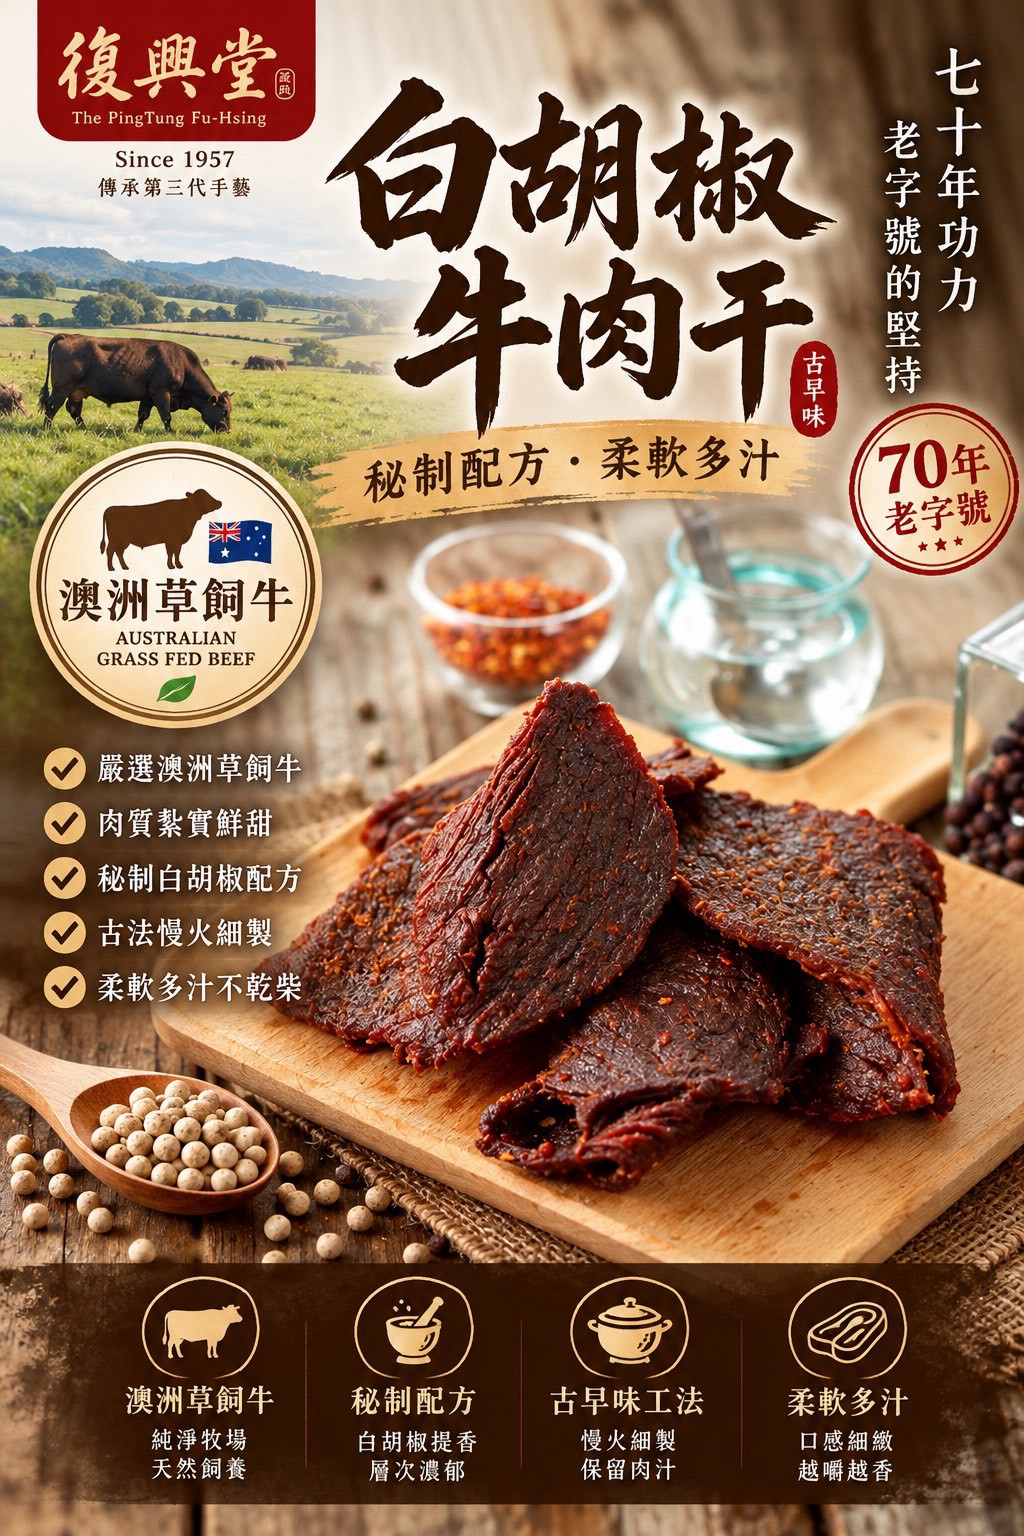 復興堂
The PingTung Fu-Hsing
Since 1957
傳承第三代手藝
白胡椒
牛肉干
古早味
秘制配方・柔軟多汁
七十年功力
老字號的堅持
70年
老字號
澳洲草飼牛
AUSTRALIAN
GRASS FED BEEF
嚴選澳洲草飼牛
肉質紮實鮮甜
秘制白胡椒配方
古法慢火細製
柔軟多汁不乾柴
澳洲草飼牛
純淨牧場
天然飼養
秘制配方
白胡椒提香
層次濃郁
古早味工法
慢火細製
保留肉汁
柔軟多汁
口感細緻
越嚼越香